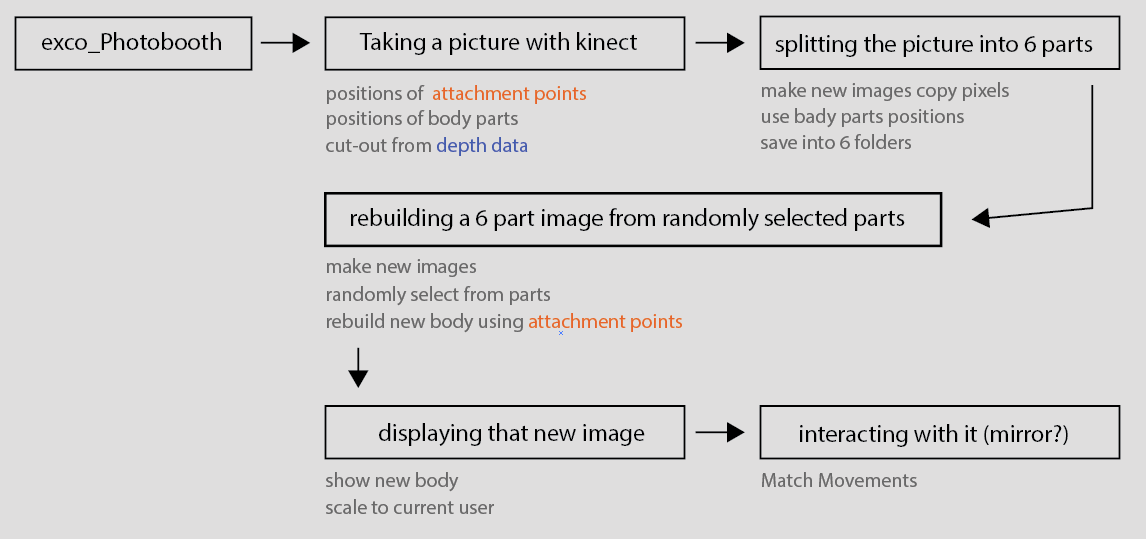 exco_Photobooth
Taking a picture with kinect
splitting the picture into 6 parts
positions of attachment points
positions of body parts
cut-out from depth data
make new images copy pixels
use bady parts positions
save into 6 folders
rebuilding a 6 part image from randomly selected parts
make new images
randomly select from parts
rebuild new body using attachment points
displaying that new image
interacting with it (mirror?)
show new body
scale to current user
Match Movements